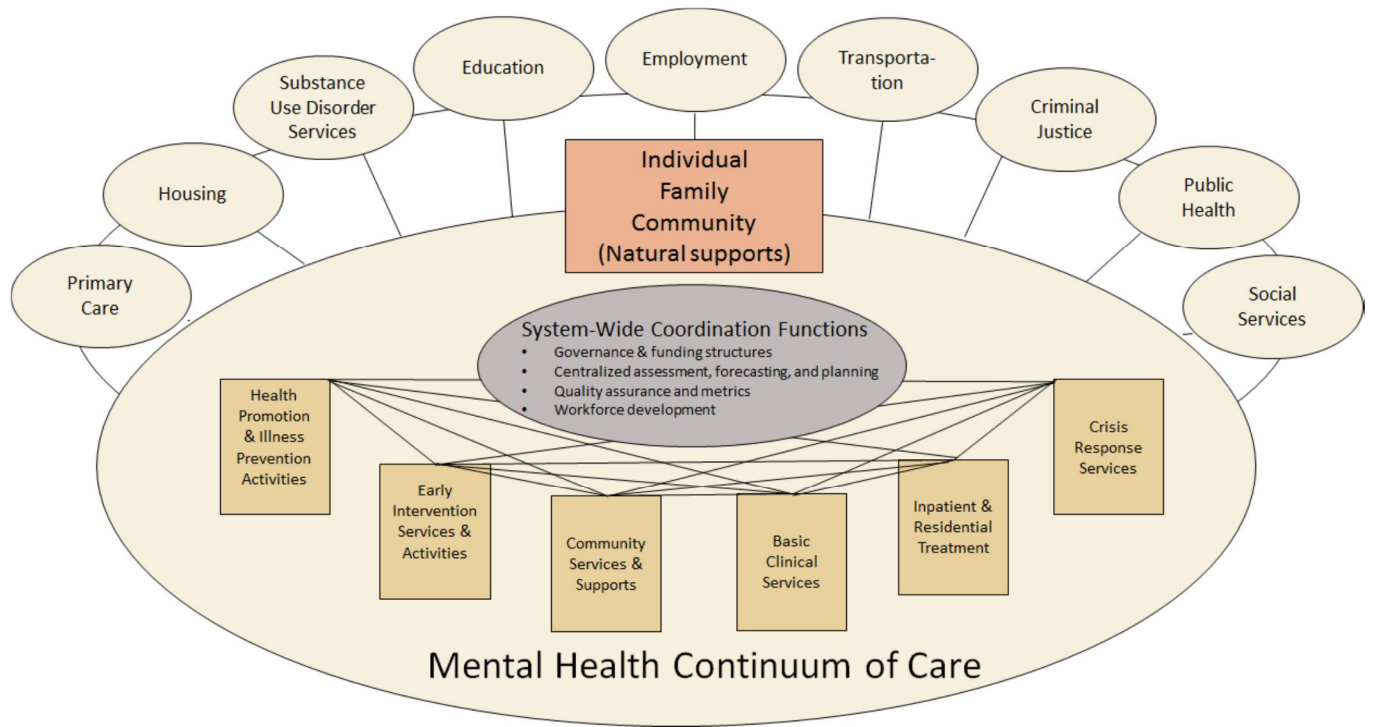 Employment
Education
Transporta-
tion
Substance
Use Disorder
Services
Criminal
Justice
Housing
Public
Health
Primary
Care
Social
Services
Individual
Family
Community
(Natural supports)
System-Wide Coordination Functions
• Governance & funding structures
• Centralized assessment, forecasting, and planning
• Quality assurance and metrics
• Workforce development
Health
Promotion
& Illness
Prevention
Activities
Early
Intervention
Services &
Activities
Community
Services &
Supports
Basic
Clinical
Services
Inpatient &
Residential
Treatment
Crisis
Response
Services
Mental Health Continuum of Care